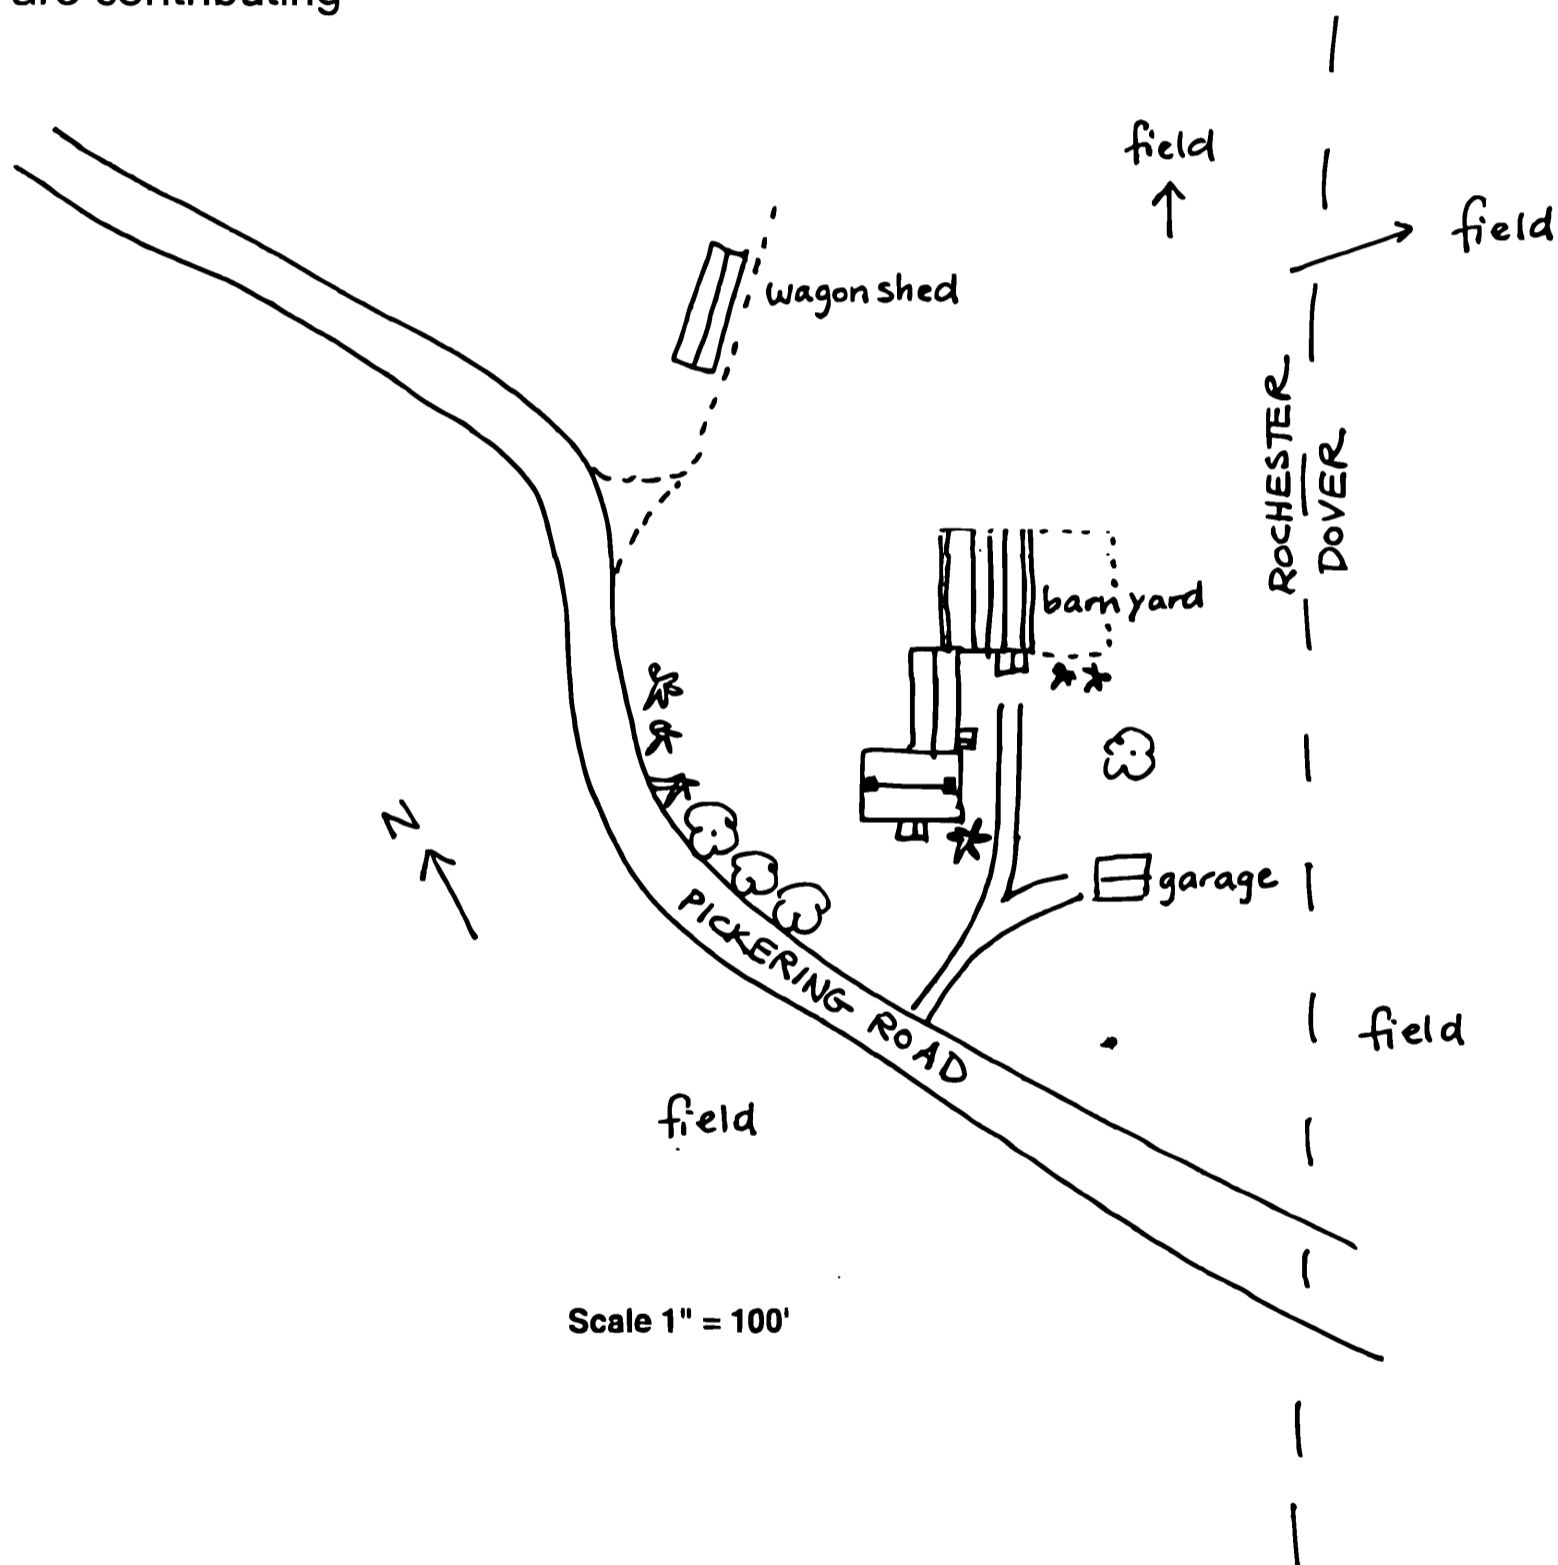 are contributing
field
field
wagon shed
ROCHESTER
DOVER
barn yard
N
garage
PICKERING ROAD
field
field
Scale 1" = 100'